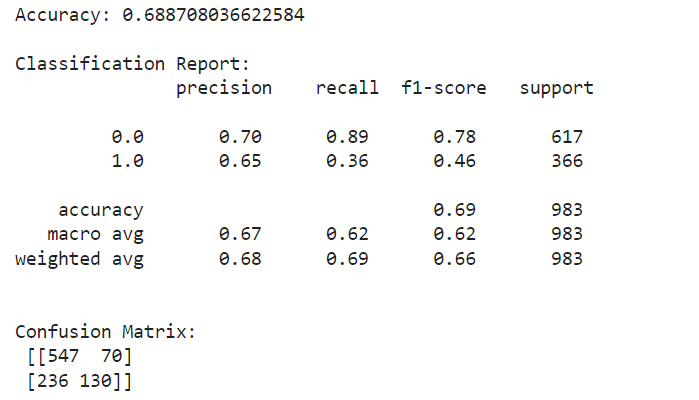 Accuracy: 0.688708036622584
Classification Report:
precision recall f1-score support
0.0 0.70 0.89 0.78 617
1.0 0.65 0.36 0.46 366
accuracy 0.69 983
macro avg 0.67 0.62 0.62 983
weighted avg 0.68 0.69 0.66 983
Confusion Matrix:
[[547 70]
[236 130]]